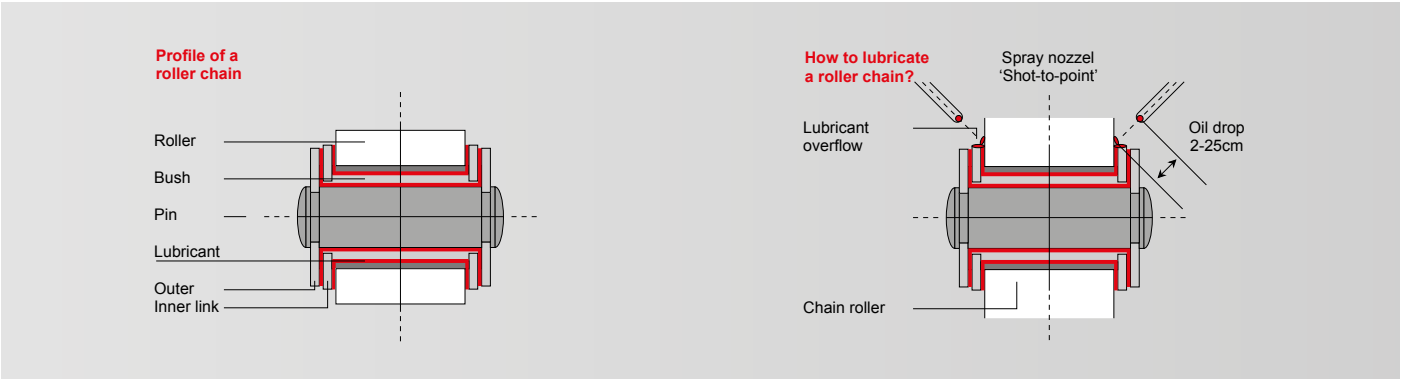 Profile of a
roller chain
Roller
Bush
Pin
Lubricant
Outer
Inner link
How to lubricate
a roller chain?
Spray nozzel
‘Shot-to-point’
Lubricant
overflow
Oil drop
2-25cm
Chain roller